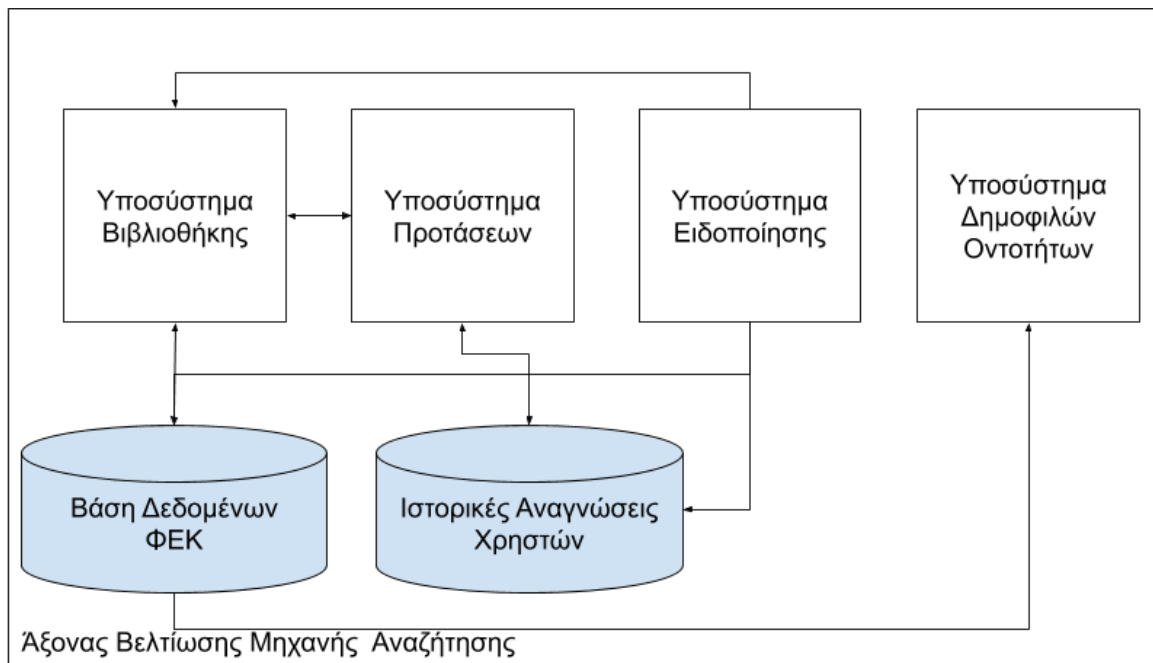 Υποσύστημα
Βιβλιοθήκης
Υποσύστημα
Προτάσεων
Υποσύστημα
Ειδοποίησης
Υποσύστημα
Δημοφιλών
Οντοτήτων
Βάση Δεδομένων
ΦΕΚ
Ιστορικές Αναγνώσεις
Χρηστών
Άξονας Βελτίωσης Μηχανής Αναζήτησης